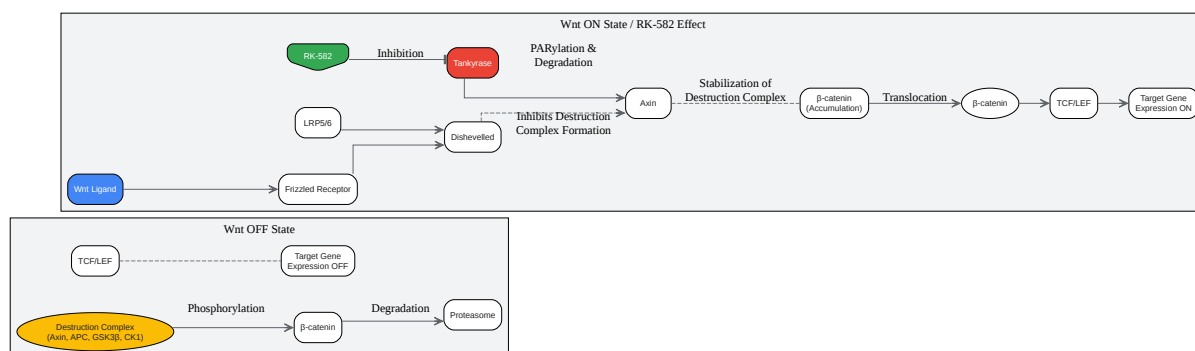 Wnt ON State / RK-582 Effect
RK-582
Inhibition
Tankyrase
PARylation &
Degradation
Axin
Stabilization of
Destruction Complex
β-catenin
(Accumulation)
Translocation
β-catenin
TCF/LEF
Target Gene
Expression ON
LRP5/6
Dishevelled
Inhibits Destruction
Complex Formation
Wnt Ligand
Frizzled Receptor
Wnt OFF State
TCF/LEF
Target Gene
Expression OFF
Destruction Complex
(Axin, APC, GSK3β, CK1)
Phosphorylation
β-catenin
Degradation
Proteasome